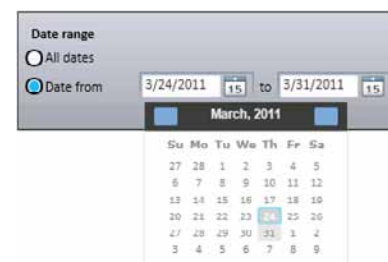 Date range
All dates
Date from 3/24/2011 15 to 3/31/2011 15
March, 2011
Su Mo Tu We Th Fr Sa
27 28 1 2 3 4 5
6 7 8 9 10 11 12
13 14 15 16 17 18 19
20 21 22 23 24 25 26
27 28 29 30 31 1 2
3 4 5 6 7 8 9